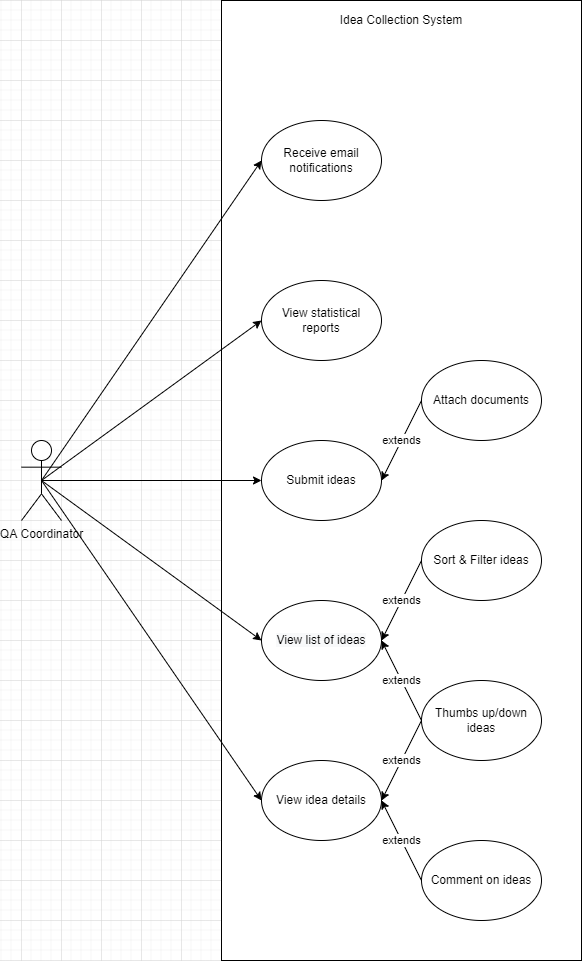 Idea Collection System
Receive email
notifications
View statistical
reports
Attach documents
extends
Submit ideas
QA Coordinator
Sort & Filter ideas
extends
View list of ideas
extends
Thumbs up/down
ideas
extends
View idea details
extends
Comment on ideas